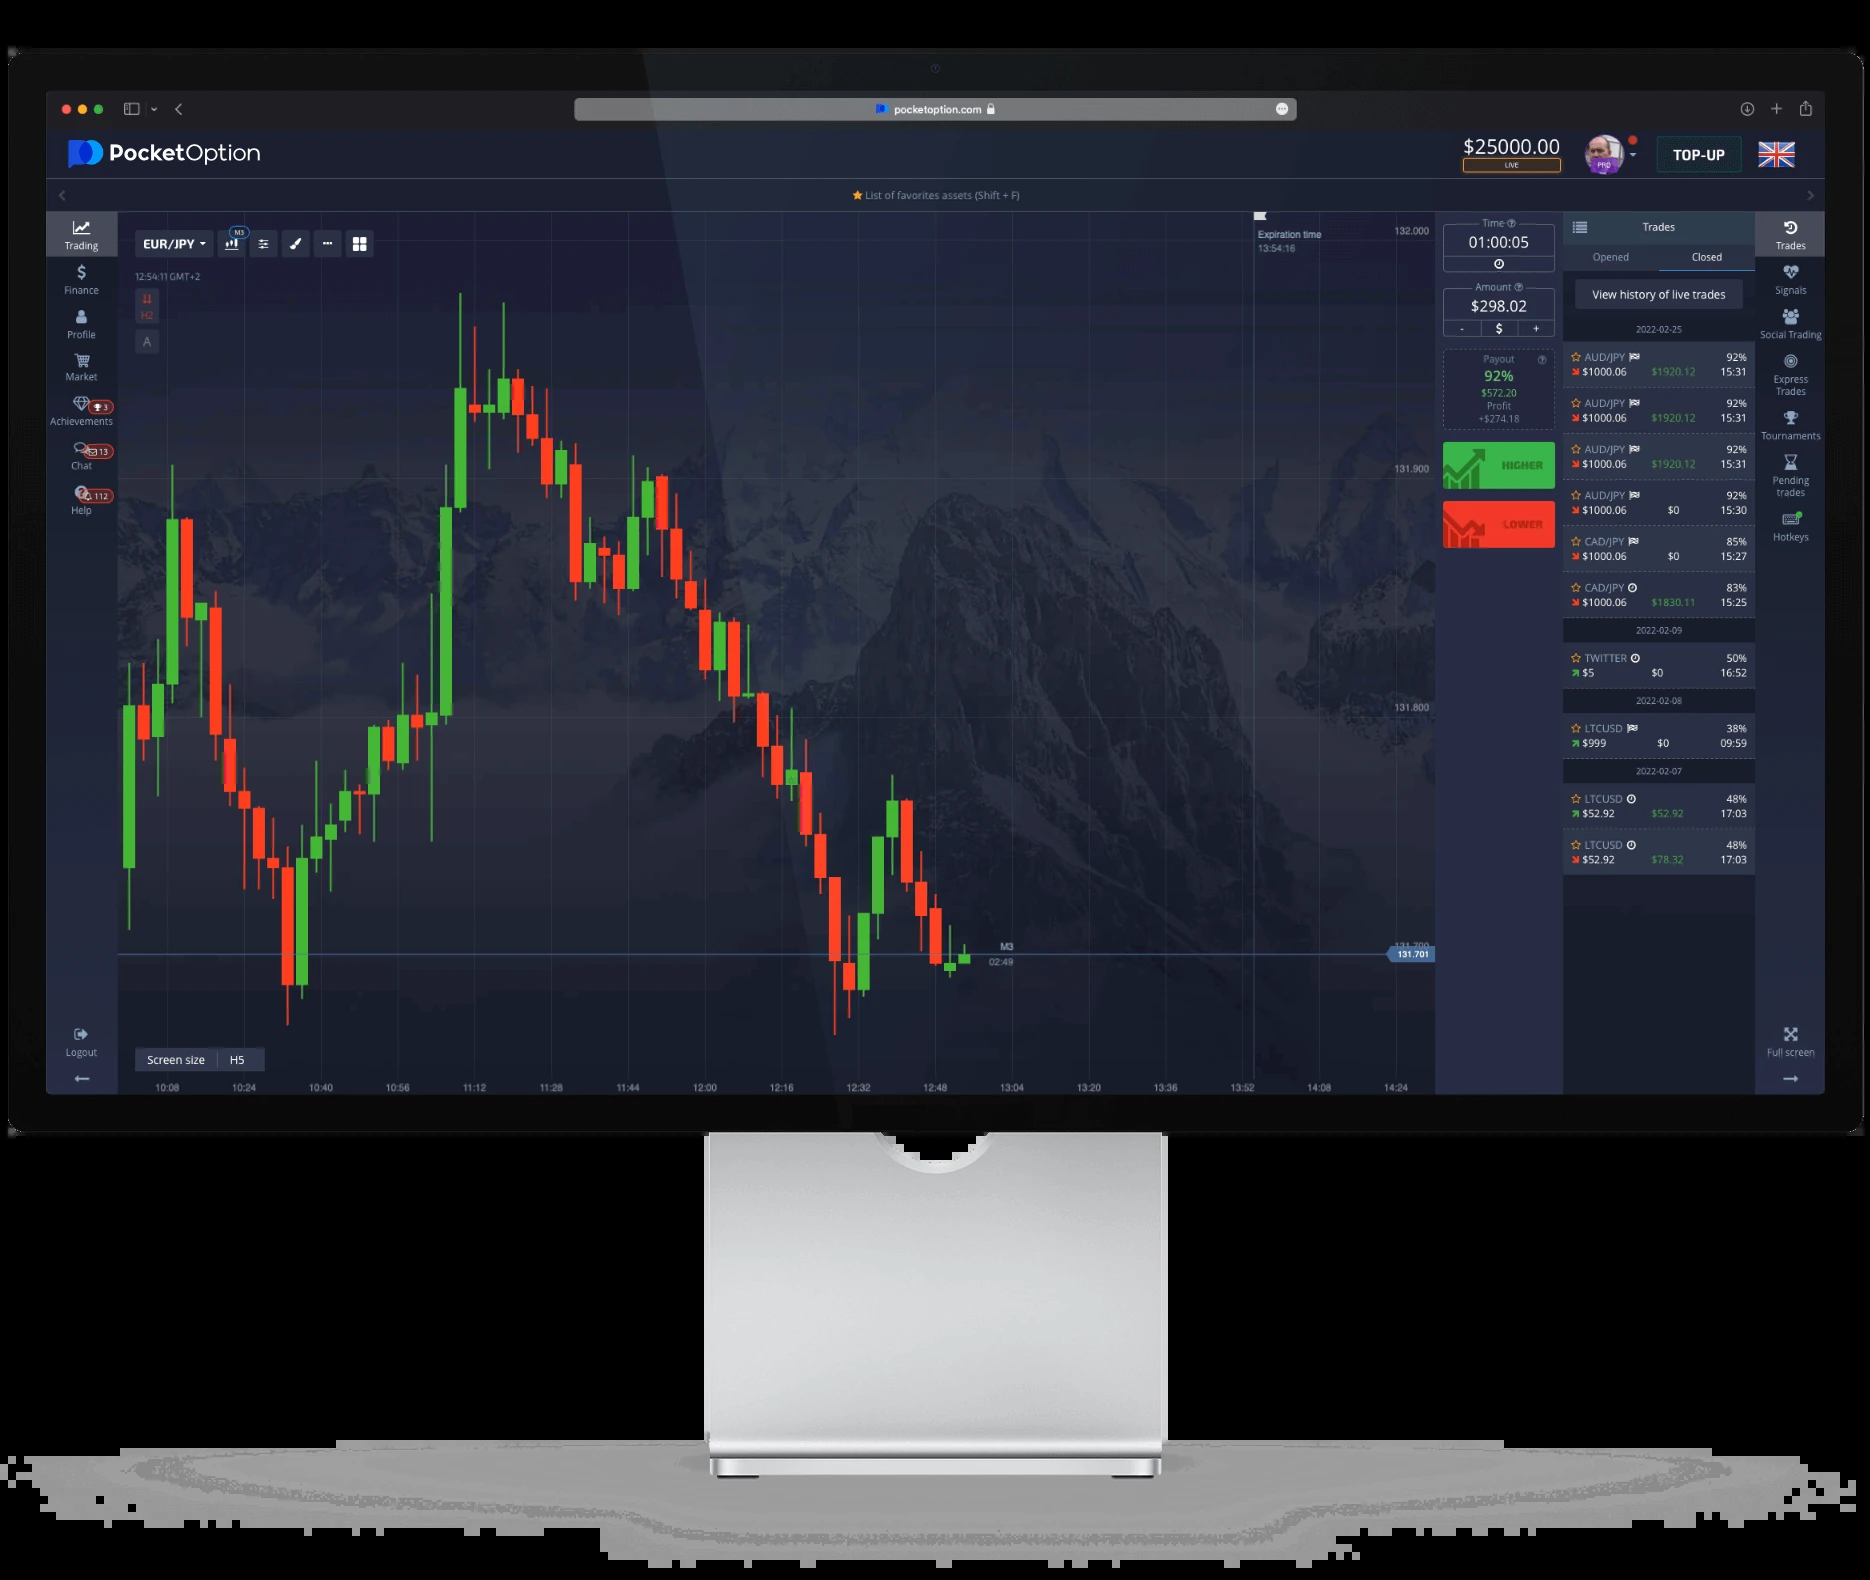 pocketoption.com
PocketOption
$25000.00
LIVE
PRO
TOP-UP
List of favorites assets (Shift + F)
Trading
Finance
Profile
Market
3
Achievements
13
Chat
112
Help
Logout
EUR/JPY
M3
12:54:11 GMT+2
H2
A
Expiration time
13:54:16
132.000
131.900
131.800
131.700
131.701
M3
02:49
Screen size H5
10:08 10:24 10:40 10:56 11:12 11:28 11:44 12:00 12:16 12:32 12:48 13:04 13:20 13:36 13:52 14:08 14:24
Time
01:00:05
Amount
$298.02
- $ +
Payout
92%
$572.20
Profit
+$274.18
HIGHER
LOWER
Trades
Opened Closed
View history of live trades
2022-02-25
AUD/JPY 92%
$1000.06 $1920.12 15:31
AUD/JPY 92%
$1000.06 $1920.12 15:31
AUD/JPY 92%
$1000.06 $1920.12 15:31
AUD/JPY 92%
$1000.06 $0 15:30
CAD/JPY 85%
$1000.06 $0 15:27
CAD/JPY 83%
$1000.06 $1830.11 15:25
2022-02-09
TWITTER 50%
$5 $0 16:52
2022-02-08
LTCUSD 38%
$999 $0 09:59
2022-02-07
LTCUSD 48%
$52.92 $52.92 17:03
LTCUSD 48%
$52.92 $78.32 17:03
Trades
Signals
Social Trading
Express
Trades
Tournaments
Pending
trades
Hotkeys
Full screen